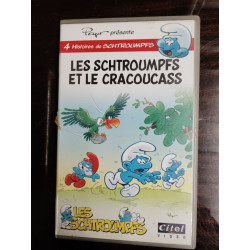 Peyo présente
4 Histoires de SCHTROUMPFS
LES SCHTROUMPFS
ET LE CRACOUCASS
LES
SCHTROUMPFS
Citel
VIDEO